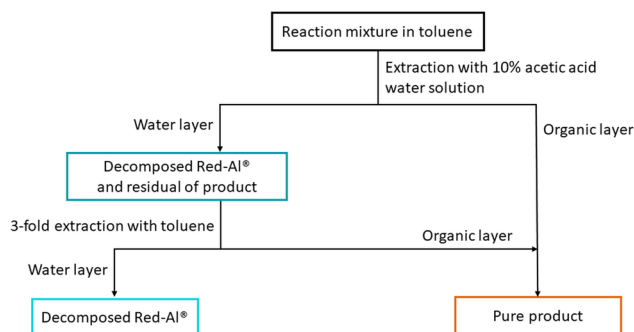 Reaction mixture in toluene
Extraction with 10% acetic acid
water solution
Water layer
Organic layer
Decomposed Red-Al®
and residual of product
3-fold extraction with toluene
Organic layer
Water layer
Decomposed Red-Al®
Pure product